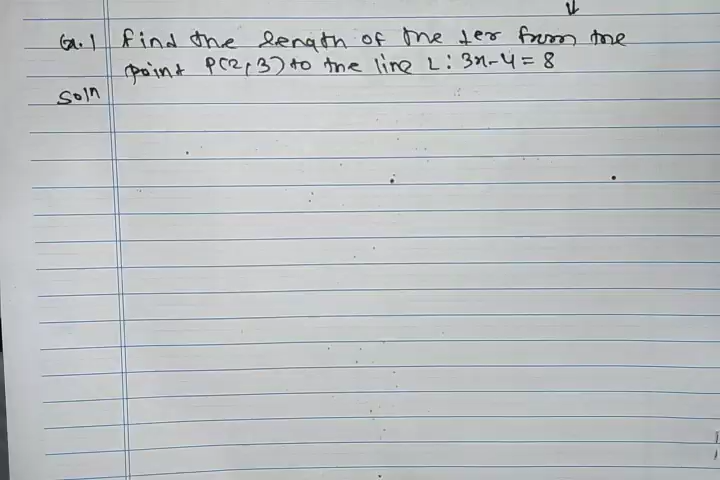 Q.1 Find the length of the ⊥er from the
point P(2,3) to the line L: 3x-4=8
Soln